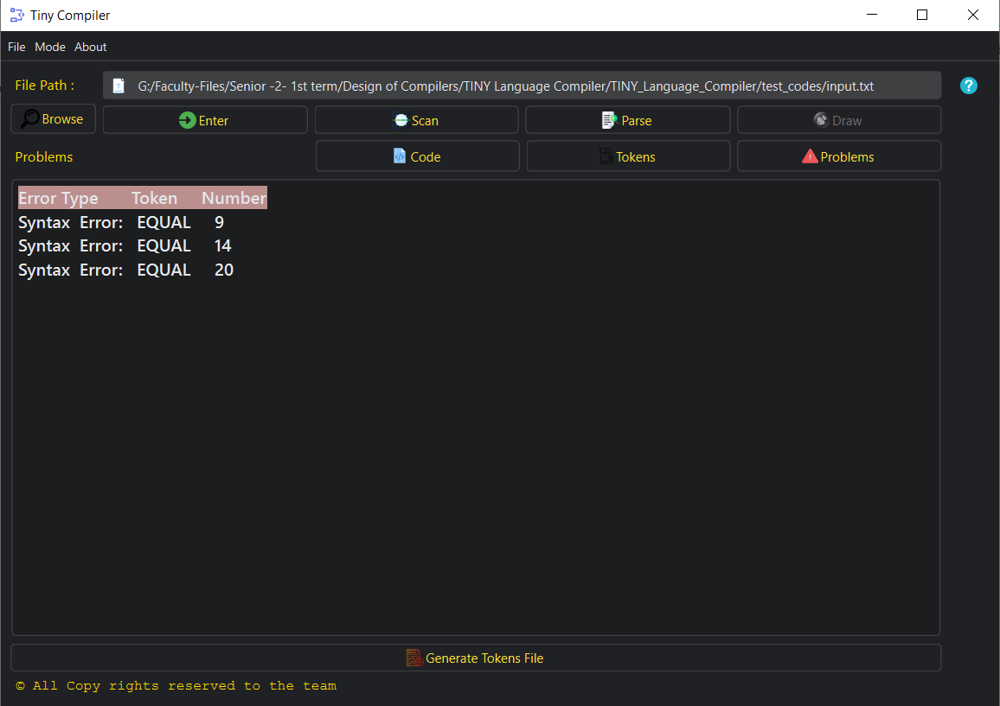 Tiny Compiler
File Mode About
File Path : G:/Faculty-Files/Senior -2- 1st term/Design of Compilers/TINY Language Compiler/TINY_Language_Compiler/test_codes/input.txt ?
Browse Enter Scan Parse Draw
Problems Code Tokens Problems
Error Type Token Number
Syntax Error: EQUAL 9
Syntax Error: EQUAL 14
Syntax Error: EQUAL 20
Generate Tokens File
© All Copy rights reserved to the team